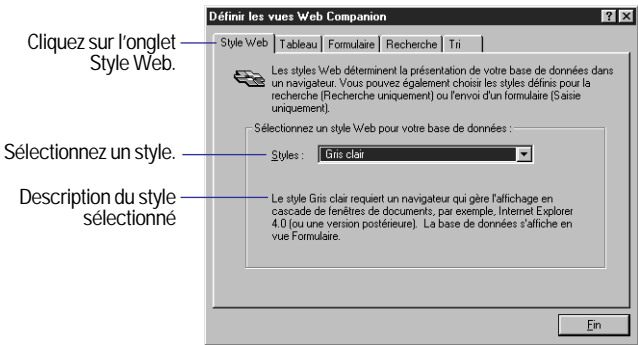 Définir les vues Web Companion
? X
Cliquez sur l'onglet
Style Web.
Style Web Tableau Formulaire Recherche Tri
Les styles Web déterminent la présentation de votre base de données dans
un navigateur. Vous pouvez également choisir les styles définis pour la
recherche (Recherche uniquement) ou l'envoi d'un formulaire (Saisie
uniquement).
Sélectionnez un style Web pour votre base de données :
Sélectionnez un style.
Styles : Gris clair
Description du style
sélectionné
Le style Gris clair requiert un navigateur qui gère l'affichage en
cascade de fenêtres de documents, par exemple, Internet Explorer
4.0 (ou une version postérieure). La base de données s'affiche en
vue Formulaire.
Fin